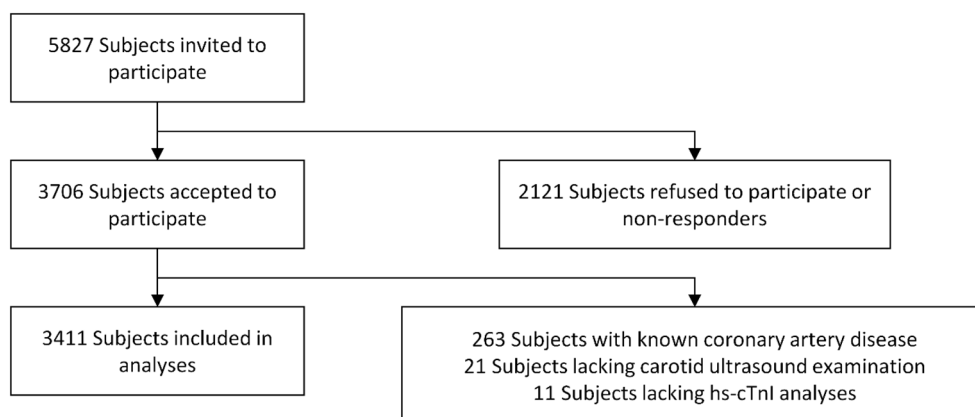 5827 Subjects invited to
participate
3706 Subjects accepted to
participate
2121 Subjects refused to participate or
non-responders
3411 Subjects included in
analyses
263 Subjects with known coronary artery disease
21 Subjects lacking carotid ultrasound examination
11 Subjects lacking hs-cTnI analyses